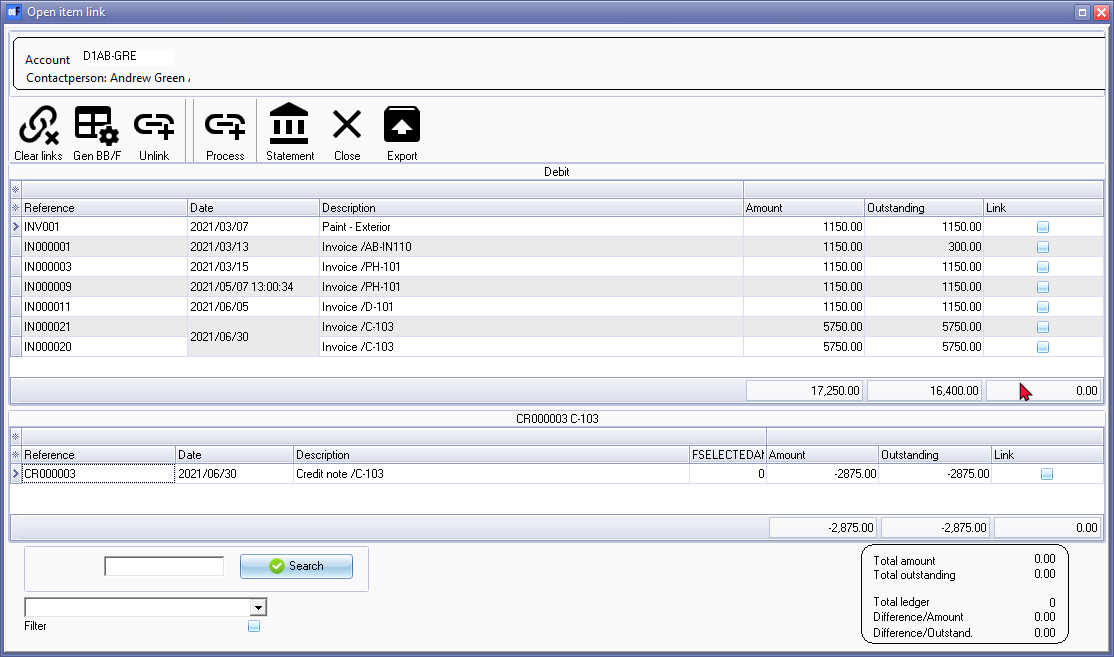 Open item link
Account D1AB-GRE
Contactperson: Andrew Green
Clear links Gen BB/F Unlink Process Statement Close Export
Debit
Reference Date Description Amount Outstanding Link
INV001 2021/03/07 Paint - Exterior 1150.00 1150.00
IN000001 2021/03/13 Invoice /AB-IN110 1150.00 300.00
IN000003 2021/03/15 Invoice /PH-101 1150.00 1150.00
IN000009 2021/05/07 13:00:34 Invoice /PH-101 1150.00 1150.00
IN000011 2021/06/05 Invoice /D-101 1150.00 1150.00
IN000021 2021/06/30 Invoice /C-103 5750.00 5750.00
IN000020 Invoice /C-103 5750.00 5750.00
17,250.00 16,400.00 0.00
CR000003 C-103
Reference Date Description FSELECTEDAM Amount Outstanding Link
CR000003 2021/06/30 Credit note /C-103 0 -2875.00 -2875.00
-2,875.00 -2,875.00 0.00
Search
Filter
Total amount 0.00
Total outstanding 0.00
Total ledger 0
Difference/Amount 0.00
Difference/Outstand. 0.00